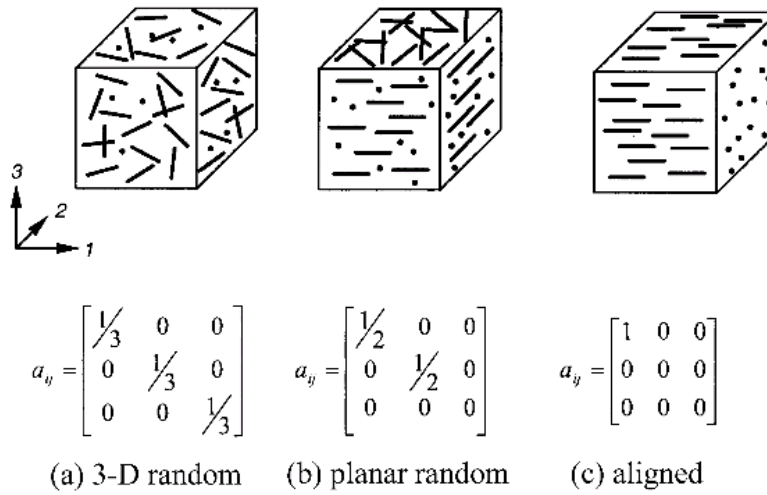 3
2
1
a_ij = [1/3 0 0
0 1/3 0
0 0 1/3]
a_ij = [1/2 0 0
0 1/2 0
0 0 0]
a_ij = [1 0 0
0 0 0
0 0 0]
(a) 3-D random (b) planar random (c) aligned